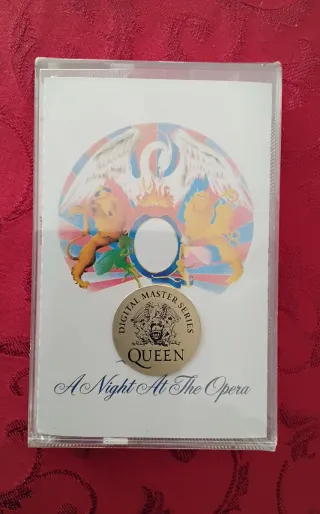 DIGITAL MASTER SERIES
QUEEN
A Night At The Opera